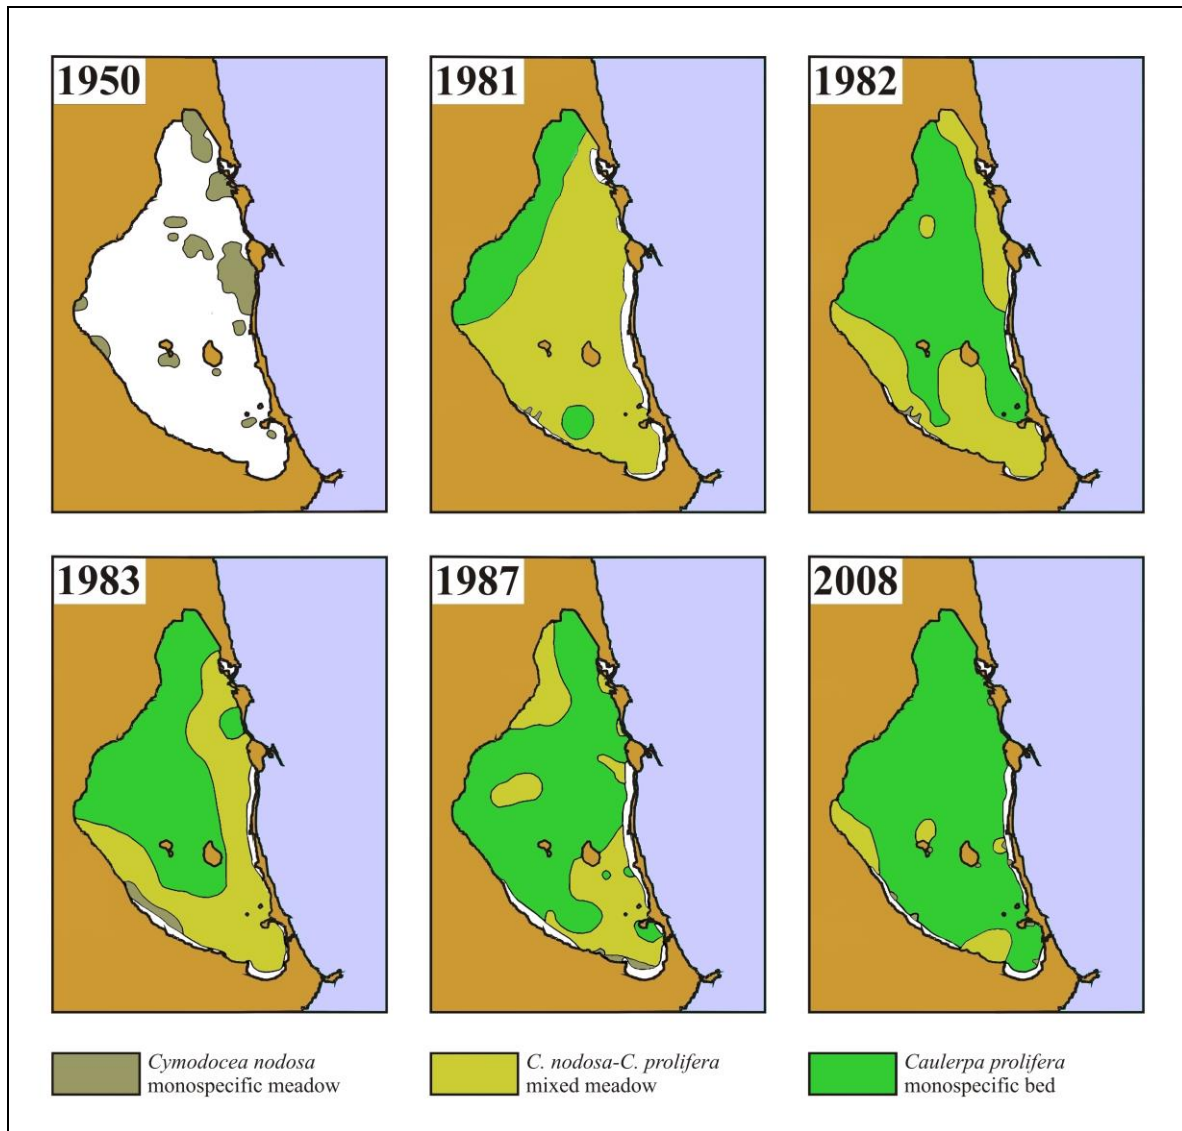 1950
1981
1982
1983
1987
2008
Cymodocea nodosa
monospecific meadow
C. nodosa-C. prolifera
mixed meadow
Caulerpa prolifera
monospecific bed